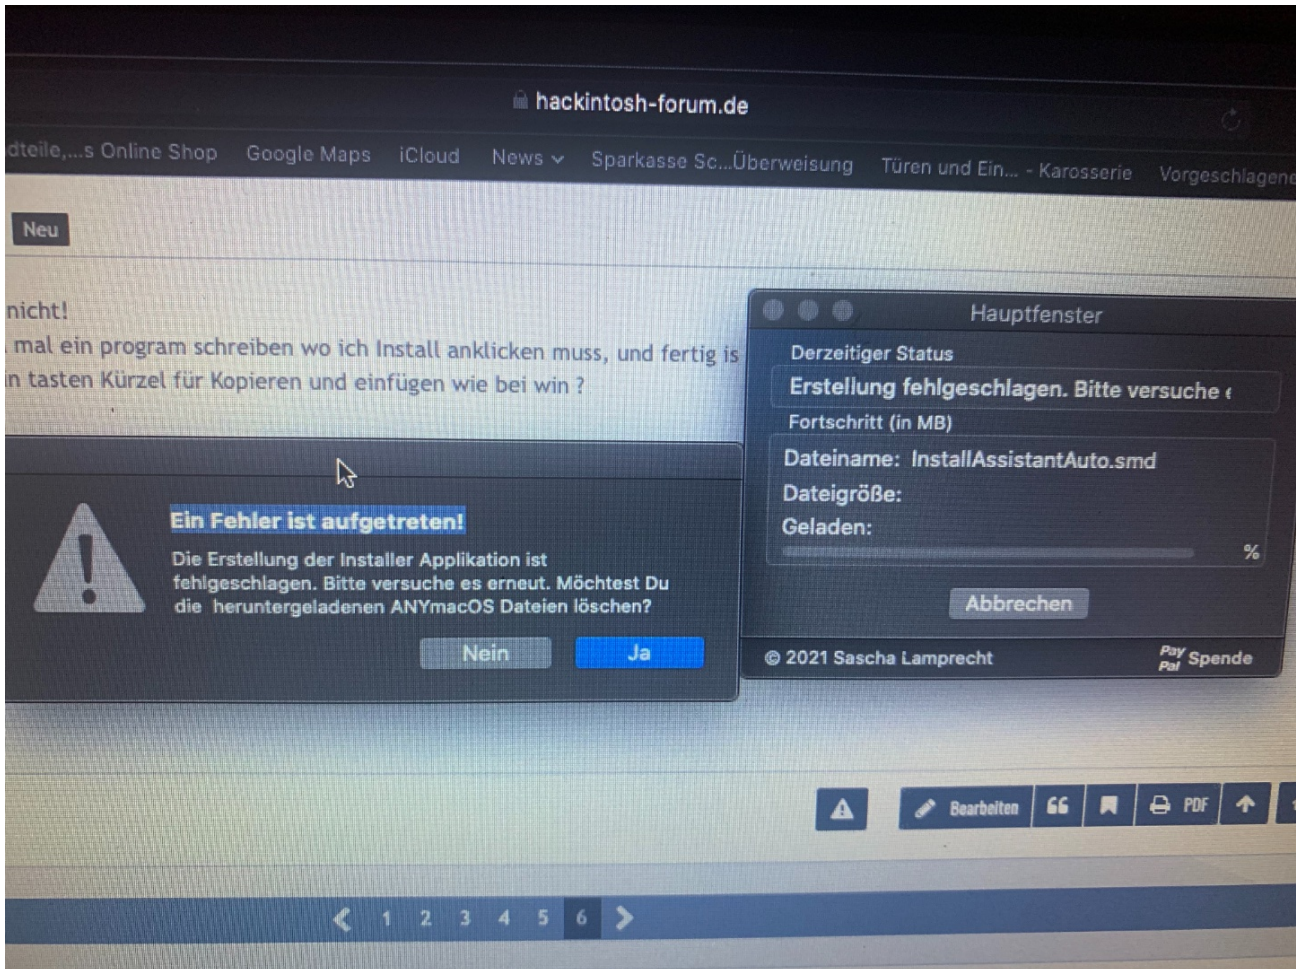 hackintosh-forum.de
dteile,...s Online Shop Google Maps iCloud News Sparkasse Sc...Überweisung Türen und Ein... - Karosserie Vorgeschlagene
Neu
nicht!
mal ein program schreiben wo ich Install anklicken muss, und fertig is
n tasten Kürzel für Kopieren und einfügen wie bei win ?
Hauptfenster
Derzeitiger Status
Erstellung fehlgeschlagen. Bitte versuche
Fortschritt (in MB)
Dateiname: InstallAssistantAuto.smd
Dateigröße:
Geladen:
%
Abbrechen
© 2021 Sascha Lamprecht
PayPal Spende
Ein Fehler ist aufgetreten!
Die Erstellung der Installer Applikation ist
fehlgeschlagen. Bitte versuche es erneut. Möchtest Du
die heruntergeladenen ANYmacOS Dateien löschen?
Nein Ja
Bearbeiten PDF
1 2 3 4 5 6